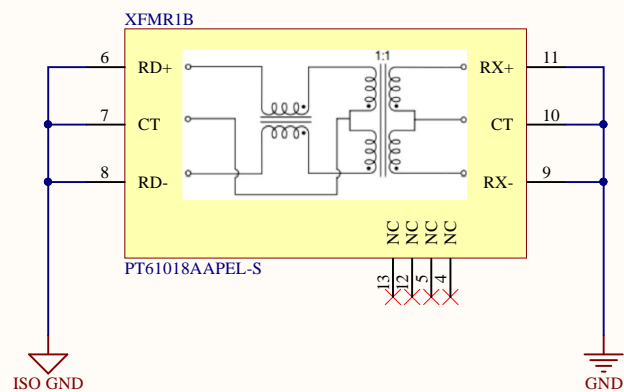 XFMR1B
1:1
6 RD+ RX+ 11
7 CT CT 10
8 RD- RX- 9
NC NC NC NC
13 12 5 4
PT61018AAPEL-S
ISO GND GND